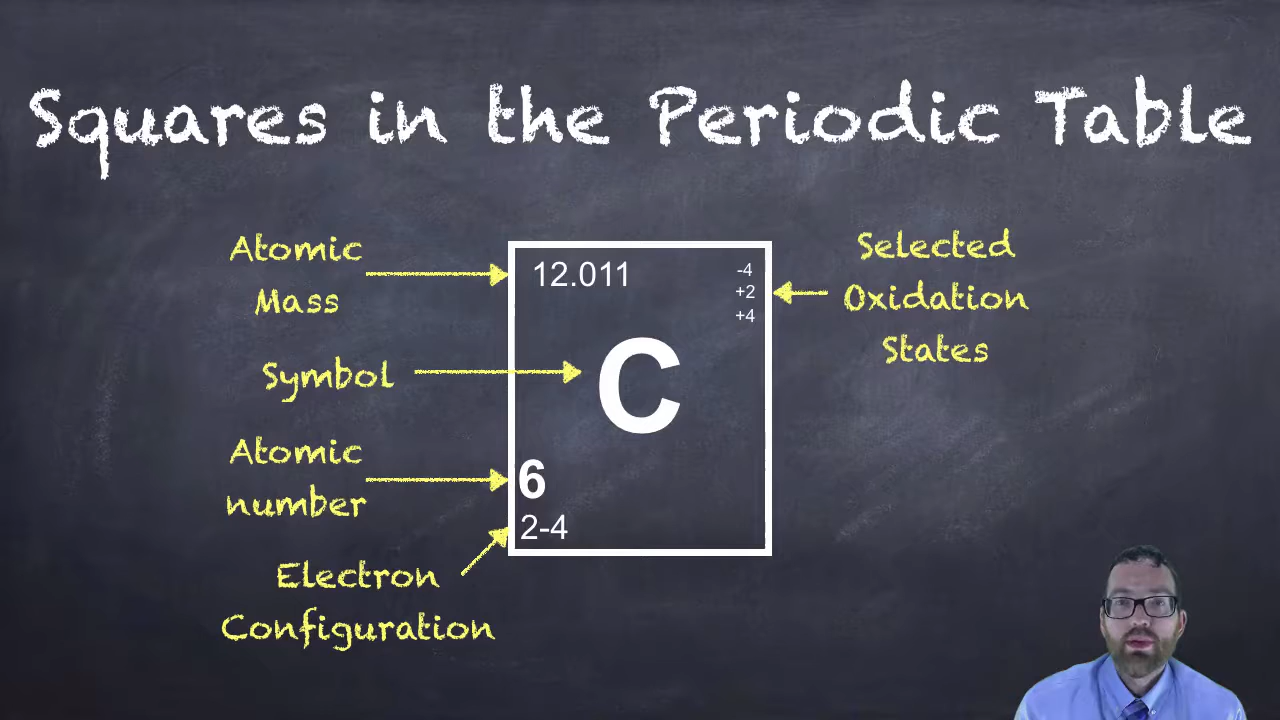 Squares in the Periodic Table
Atomic
Mass
Symbol
Atomic
number
Electron
Configuration
12.011
-4
+2
+4
C
6
2-4
Selected
Oxidation
States